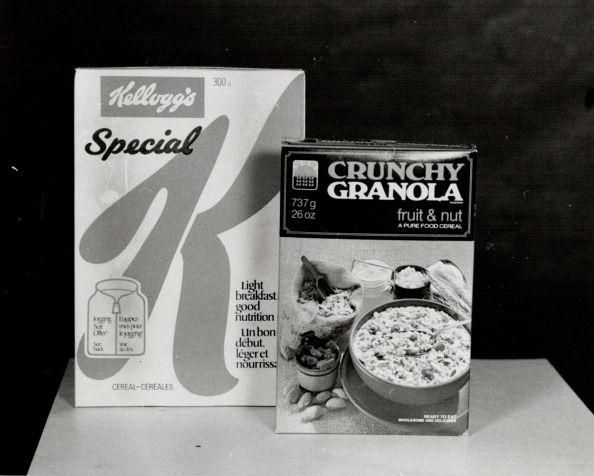 Kellogg's
300 g
Special
K
Jogging
Suit
Offer!
See
back.
Équipez-
vous pour
le jogging!
Voir
au dos.
Light
breakfast,
good
nutrition
Un bon
début,
léger et
nourrissa
CEREAL-CÉRÉALES
CRUNCHY
GRANOLA
737 g
26 oz
fruit & nut
A PURE FOOD CEREAL
READY TO EAT
WHOLESOME AND DELICIOUS